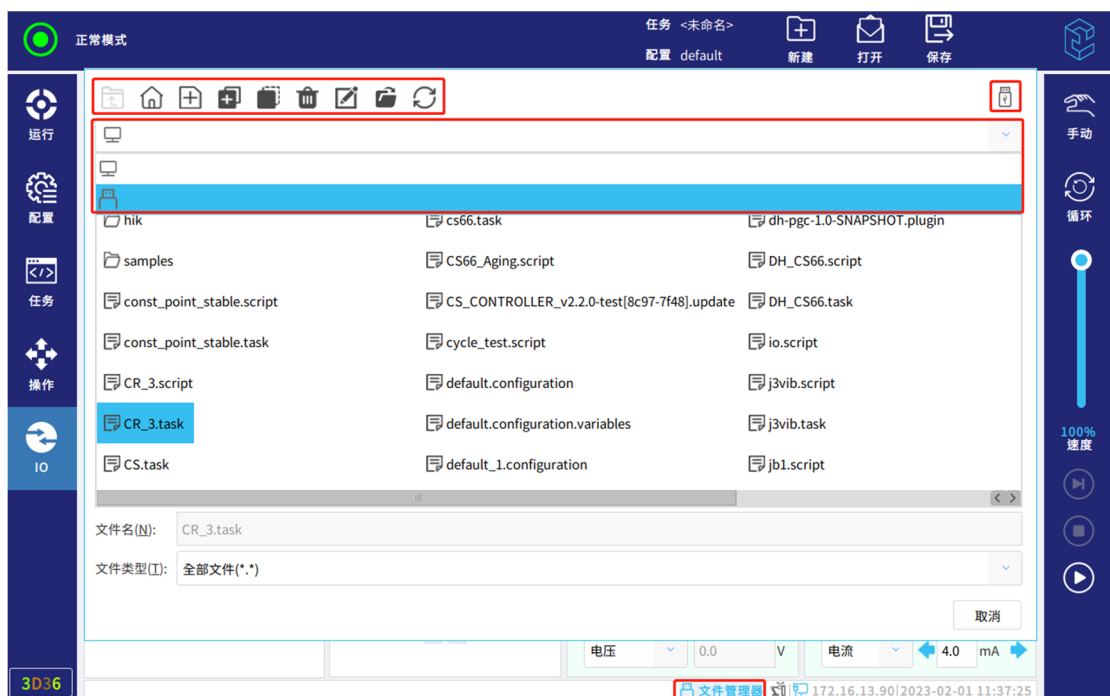 正常模式
任务 <未命名>
配置 default
新建 打开 保存
运行
配置
任务
操作
IO
3D36
hik cs66.task dh-pgc-1.0-SNAPSHOT.plugin
samples CS66_Aging.script DH_CS66.script
const_point_stable.script CS_CONTROLLER_v2.2.0-test[8c97-7f48].update DH_CS66.task
const_point_stable.task cycle_test.script io.script
CR_3.script default.configuration j3vib.script
CR_3.task default.configuration.variables j3vib.task
CS.task default_1.configuration jb1.script
文件名(N): CR_3.task
文件类型(T): 全部文件(*.*)
取消
电压 0.0 V 电流 4.0 mA
文件管理器 172.16.13.90|2023-02-01 11:37:25
手动
循环
100%
速度